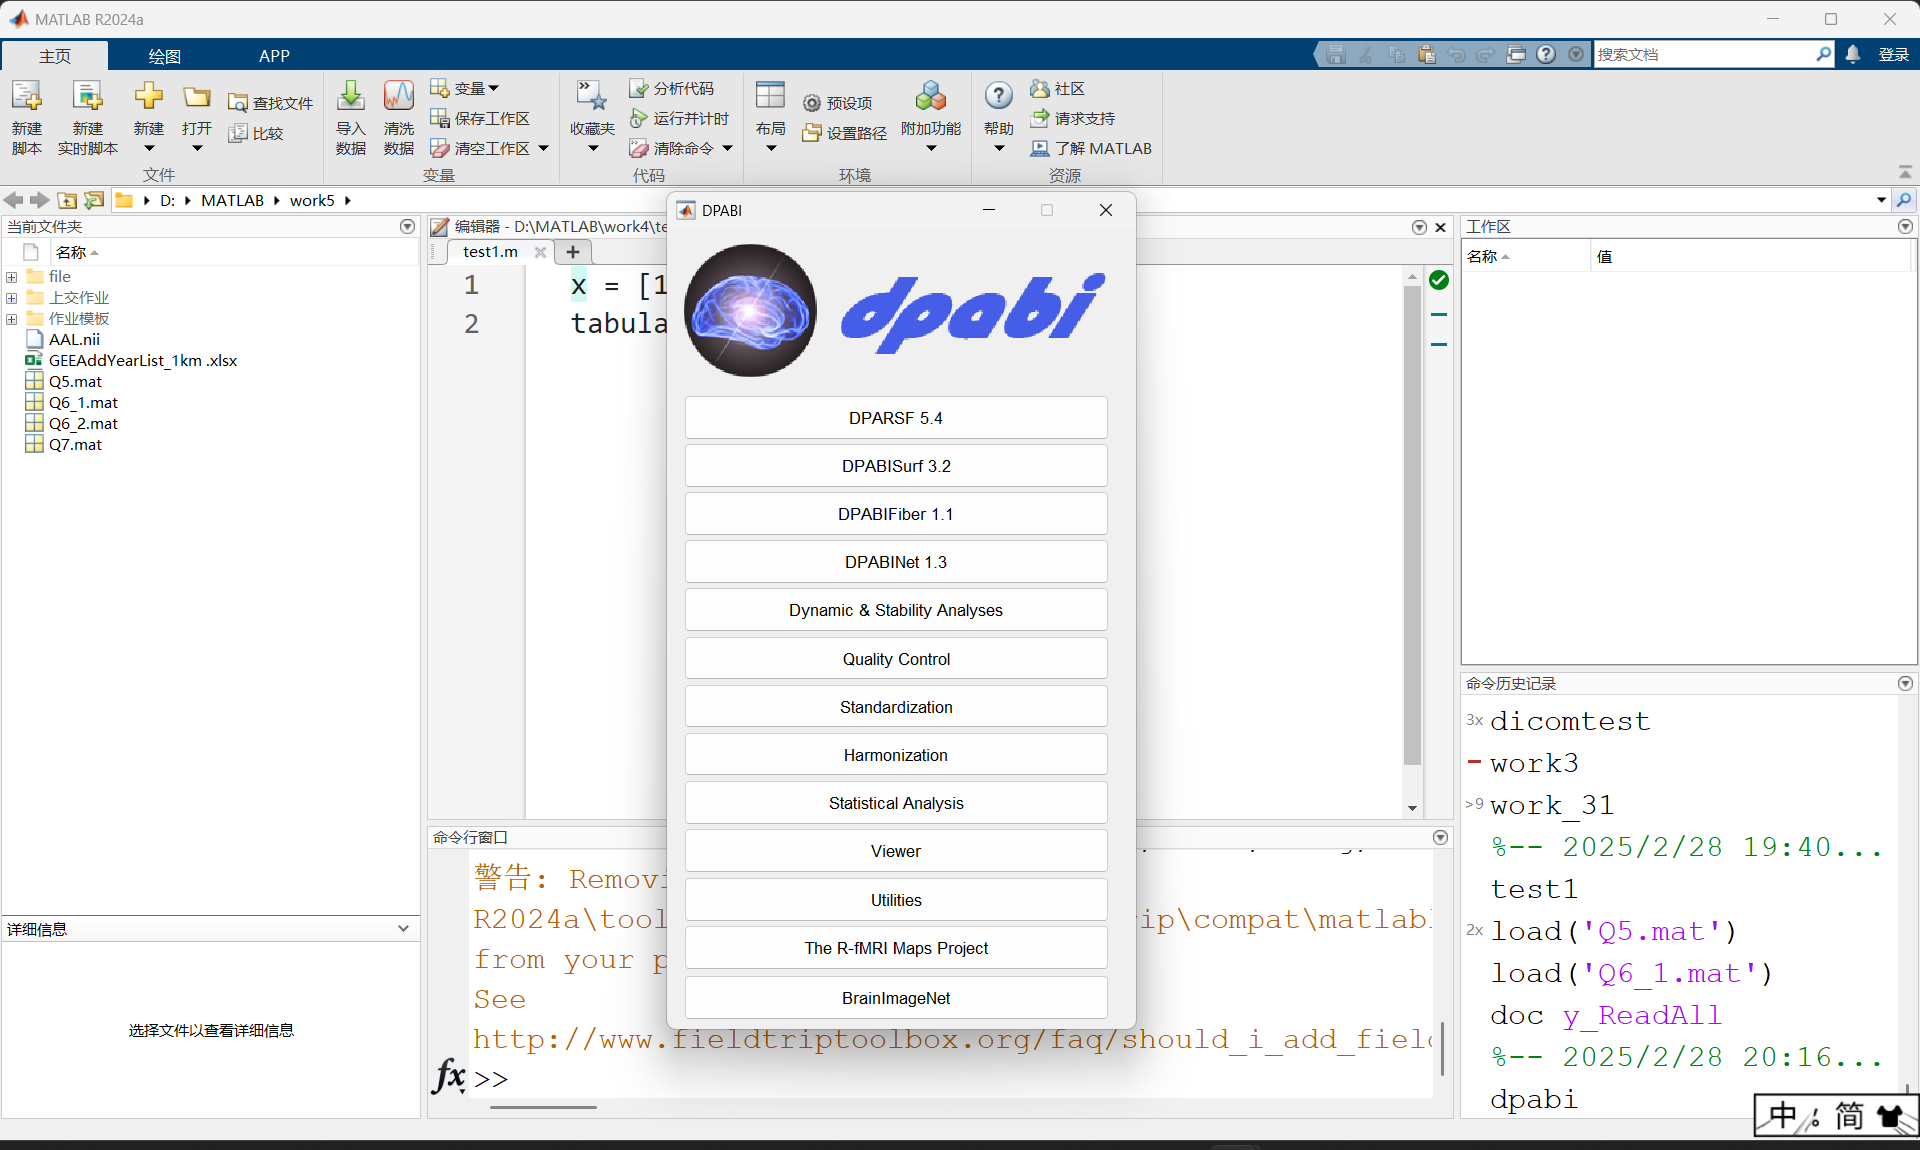 MATLAB R2024a
主页
绘图
APP
搜索文档
登录
新建
脚本
新建
实时脚本
新建
打开
查找文件
比较
文件
导入
数据
清洗
数据
变量
保存工作区
清空工作区
变量
收藏夹
分析代码
运行并计时
清除命令
代码
布局
预设项
设置路径
附加功能
环境
帮助
社区
请求支持
了解 MATLAB
资源
D:
MATLAB
work5
当前文件夹
名称
file
上交作业
作业模板
AAL.nii
GEEAddYearList_1km .xlsx
Q5.mat
Q6_1.mat
Q6_2.mat
Q7.mat
详细信息
选择文件以查看详细信息
编辑器 - D:\MATLAB\work4\te
test1.m
1 x = [1
2 tabula
DPABI
dpabi
DPARSF 5.4
DPABISurf 3.2
DPABIFiber 1.1
DPABINet 1.3
Dynamic & Stability Analyses
Quality Control
Standardization
Harmonization
Statistical Analysis
Viewer
Utilities
The R-fMRI Maps Project
BrainImageNet
命令行窗口
警告: Removi
R2024a\tool ip\compat\matlab
from your p
See
http://www.fieldtriptoolbox.org/faq/should_i_add_field
fx >>
工作区
名称
值
命令历史记录
3x dicomtest
work3
>9 work_31
%-- 2025/2/28 19:40...
test1
2x load('Q5.mat')
load('Q6_1.mat')
doc y_ReadAll
%-- 2025/2/28 20:16...
dpabi
中 简